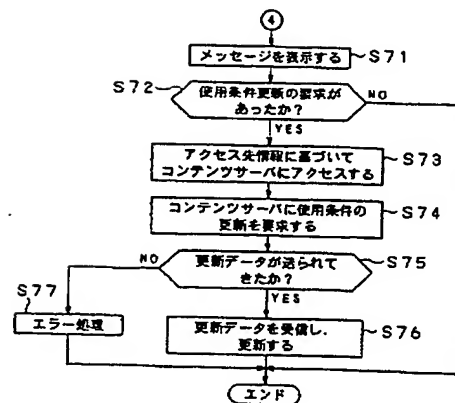 ④
メッセージを表示する
S71
S72
使用条件更新の要求が
あったか?
NO
YES
アクセス先情報に基づいて
コンテンツサーバにアクセスする
S73
コンテンツサーバに使用条件の
更新を要求する
S74
更新データが送られて
きたか?
S75
NO
YES
S77
エラー処理
更新データを受信し、
更新する
S76
エンド